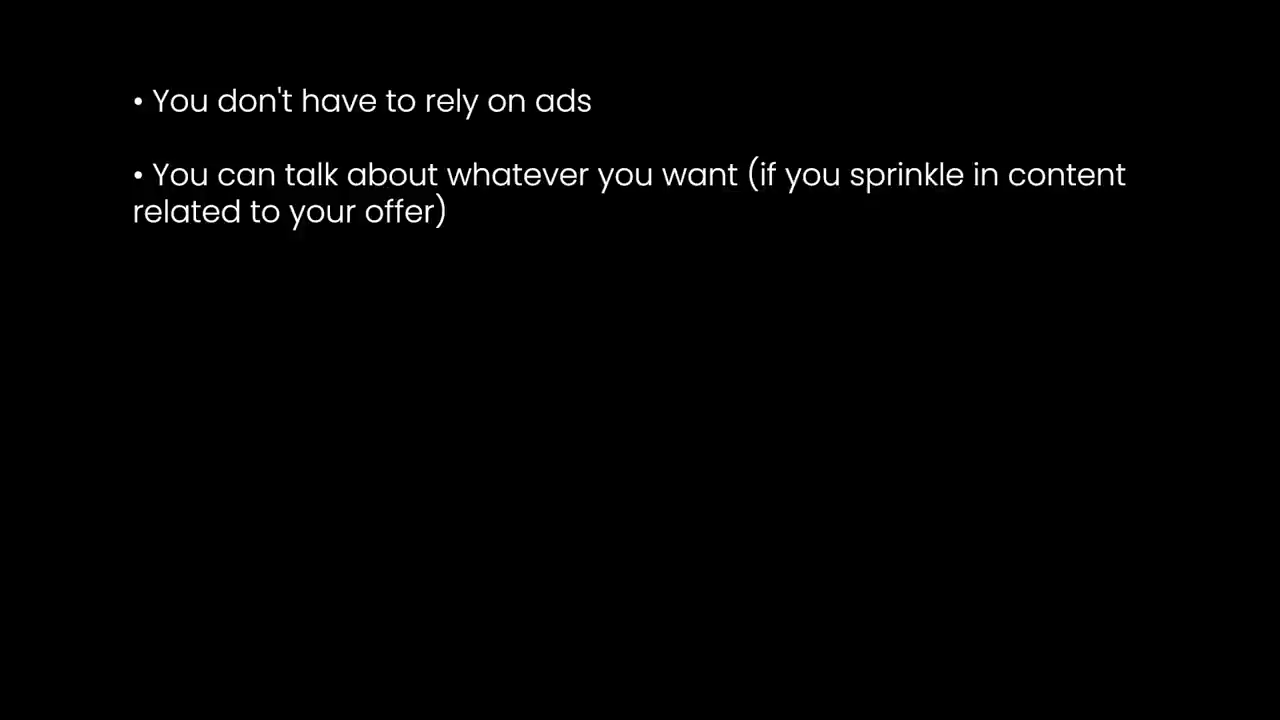 • You don't have to rely on ads
• You can talk about whatever you want (if you sprinkle in content
related to your offer)